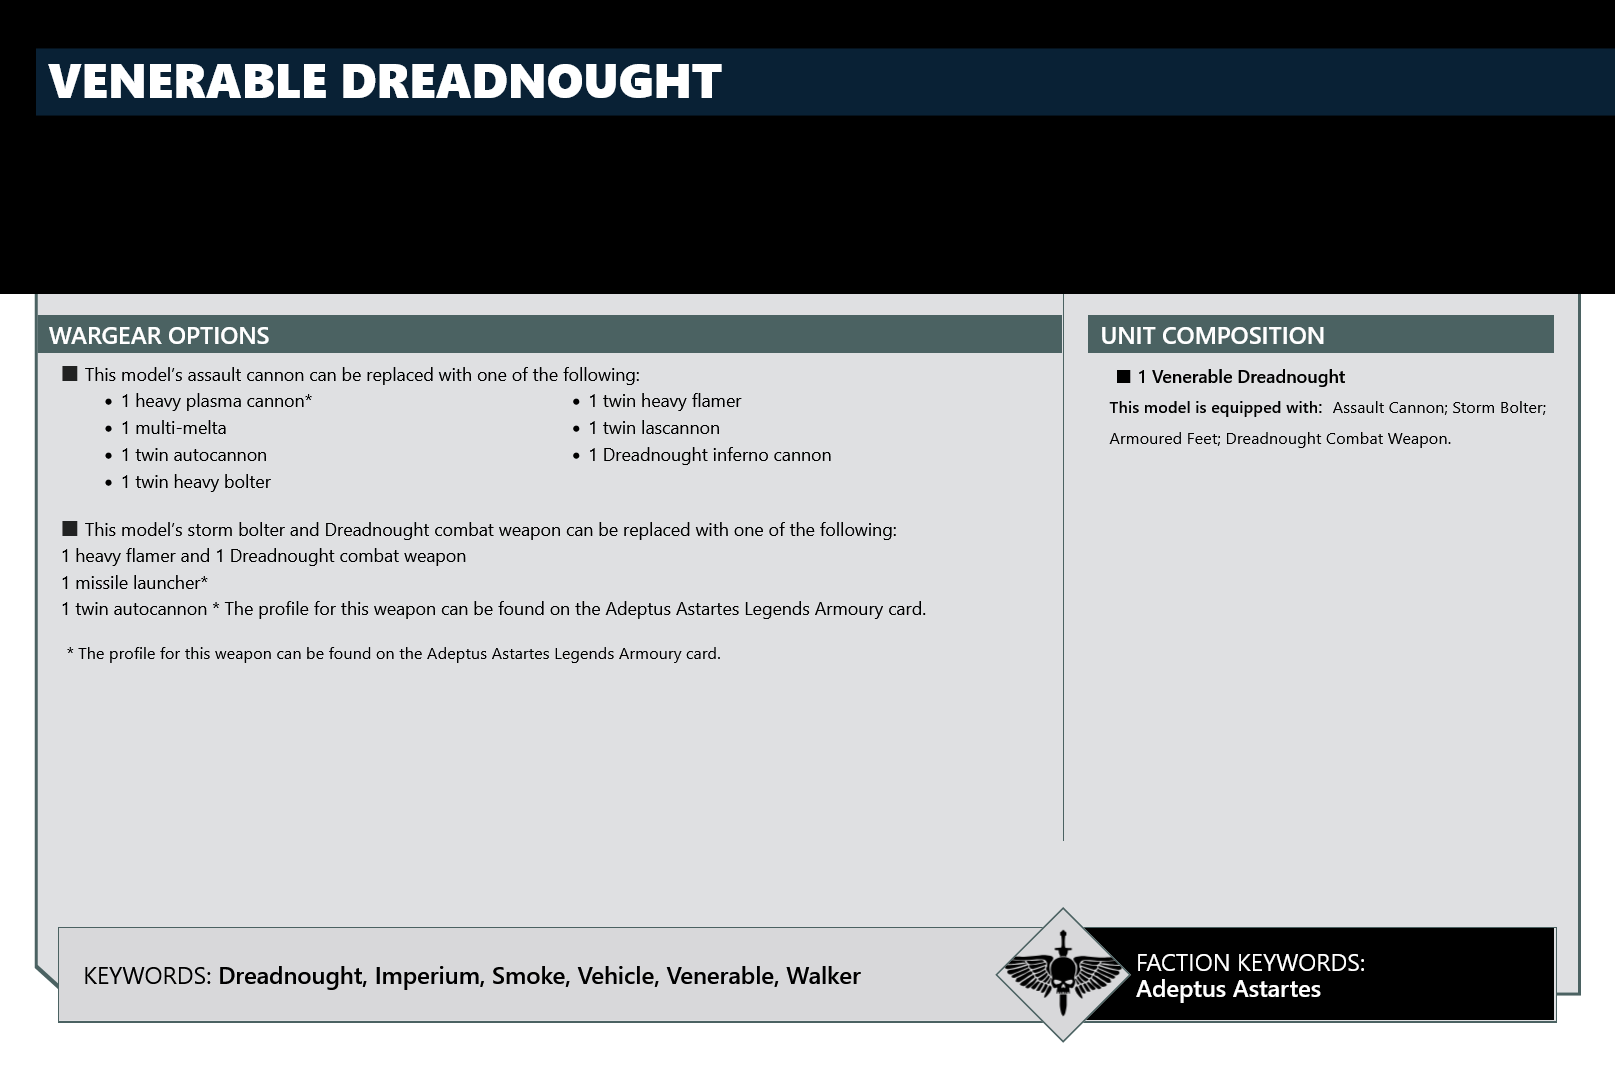 VENERABLE DREADNOUGHT
WARGEAR OPTIONS
■ This model's assault cannon can be replaced with one of the following:
• 1 heavy plasma cannon*
• 1 multi-melta
• 1 twin autocannon
• 1 twin heavy bolter
• 1 twin heavy flamer
• 1 twin lascannon
• 1 Dreadnought inferno cannon
■ This model's storm bolter and Dreadnought combat weapon can be replaced with one of the following:
1 heavy flamer and 1 Dreadnought combat weapon
1 missile launcher*
1 twin autocannon * The profile for this weapon can be found on the Adeptus Astartes Legends Armoury card.
* The profile for this weapon can be found on the Adeptus Astartes Legends Armoury card.
UNIT COMPOSITION
■ 1 Venerable Dreadnought
This model is equipped with: Assault Cannon; Storm Bolter;
Armoured Feet; Dreadnought Combat Weapon.
KEYWORDS: Dreadnought, Imperium, Smoke, Vehicle, Venerable, Walker
FACTION KEYWORDS:
Adeptus Astartes